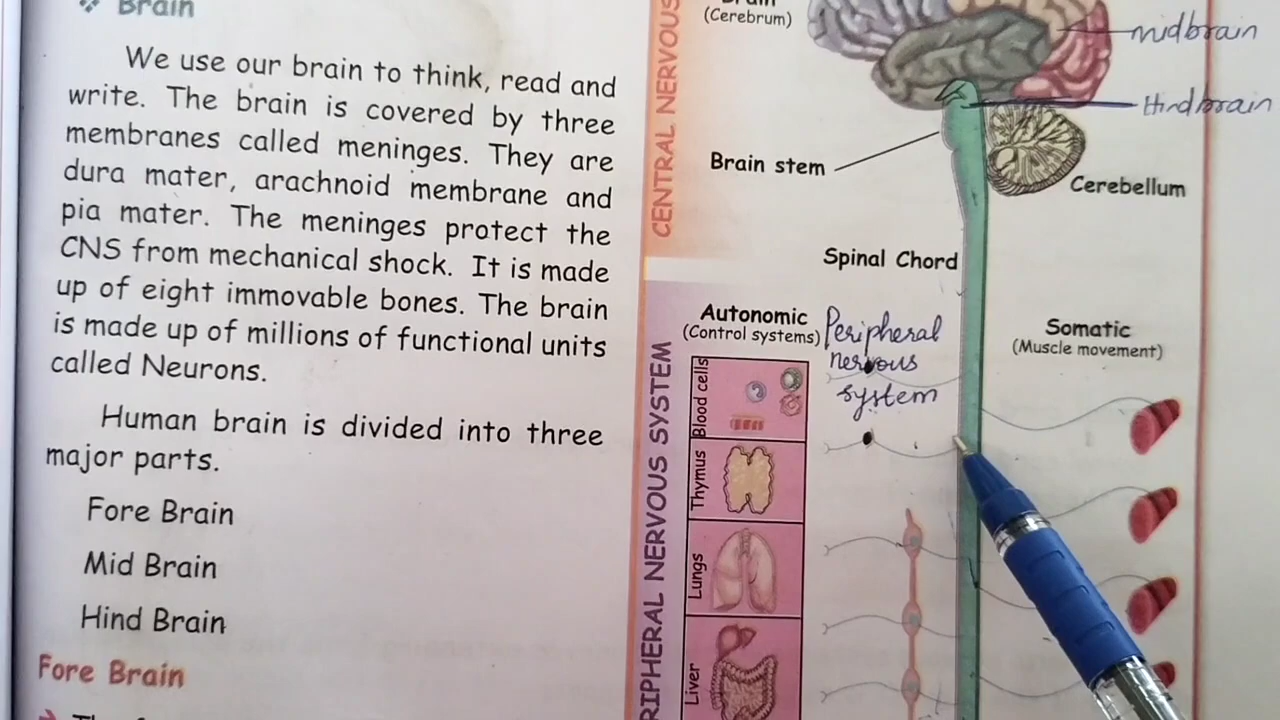 Brain
We use our brain to think, read and
write. The brain is covered by three
membranes called meninges. They are
dura mater, arachnoid membrane and
pia mater. The meninges protect the
CNS from mechanical shock. It is made
up of eight immovable bones. The brain
is made up of millions of functional units
called Neurons.
Human brain is divided into three
major parts.
Fore Brain
Mid Brain
Hind Brain
Fore Brain
CENTRAL NERVOUS
Brain
(Cerebrum)
midbrain
Hindbrain
Brain stem
Cerebellum
Spinal Chord
PERIPHERAL NERVOUS SYSTEM
Autonomic
(Control systems)
Peripheral
nervous
system
Somatic
(Muscle movement)
Blood cells
Thymus
Lungs
Liver